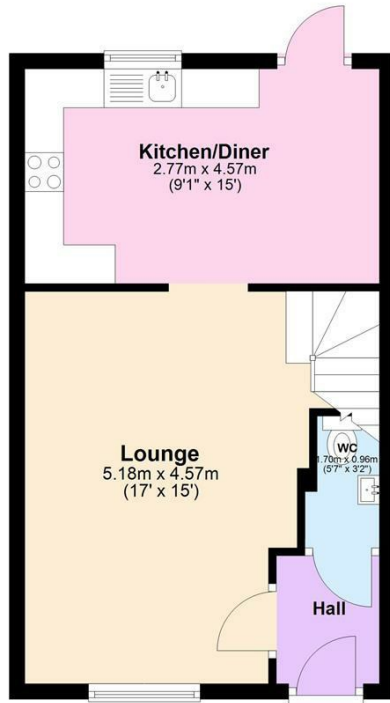 Kitchen/Diner
2.77m x 4.57m
(9'1" x 15')
Lounge
5.18m x 4.57m
(17' x 15')
WC
1.70m x 0.96m
(5'7" x 3'2")
Hall